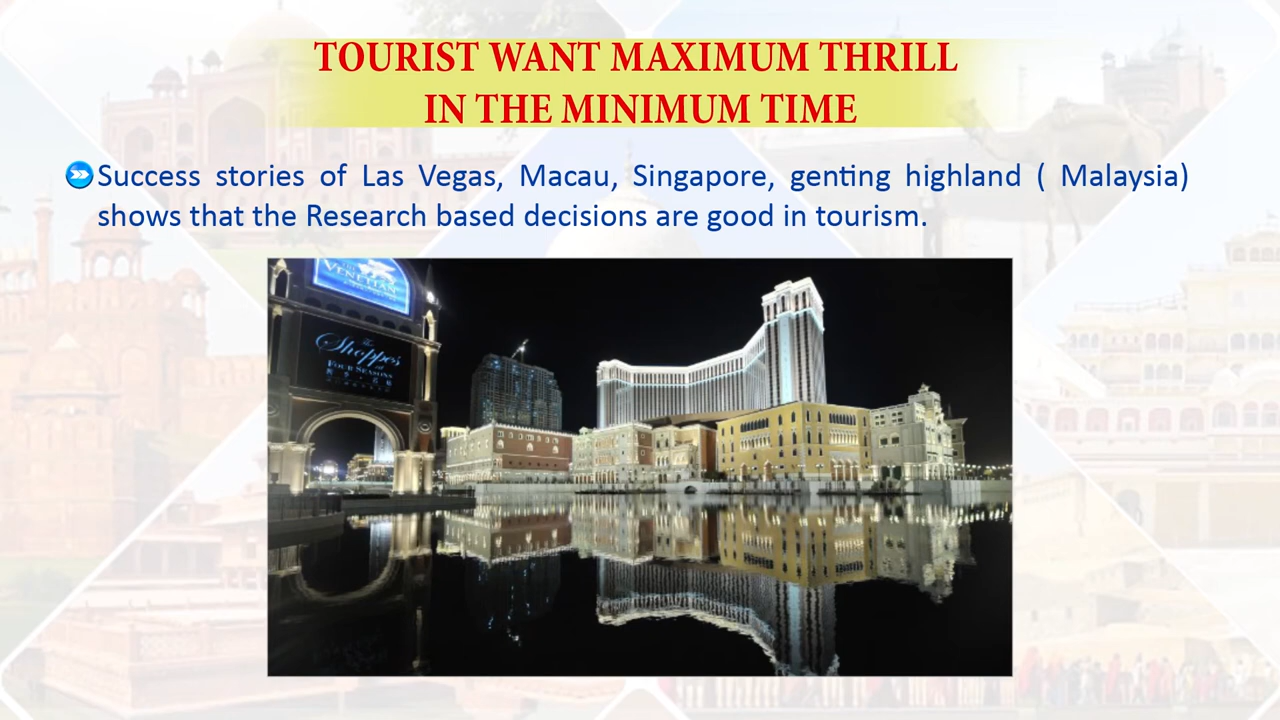 TOURIST WANT MAXIMUM THRILL
IN THE MINIMUM TIME
Success stories of Las Vegas, Macau, Singapore, genting highland ( Malaysia)
shows that the Research based decisions are good in tourism.
VENETIAN
The
Shoppes
at
FOUR SEASONS